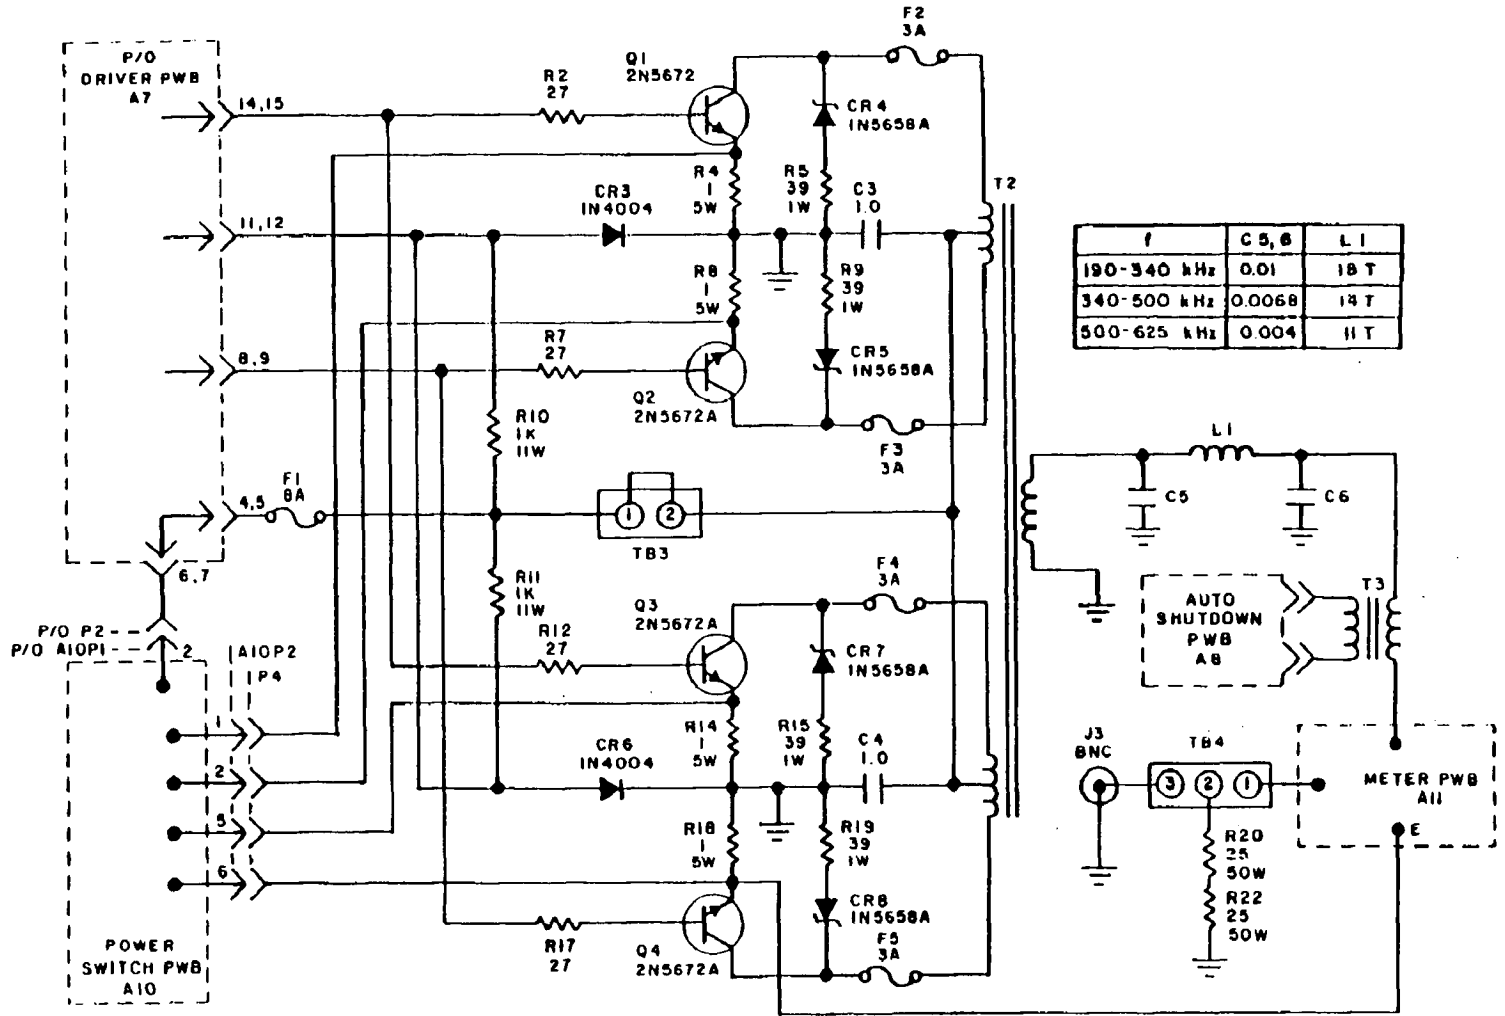 P/O
DRIVER PWB
A7
14,15
11,12
8,9
4,5
6,7
F1
8A
P/O P2
P/O A10P1
2
A10P2
P4
1
2
5
6
POWER
SWITCH PWB
A10
R2
27
Q1
2N5672
F2
3A
CR4
1N5658A
R4
1
5W
R5
39
1W
C3
1.0
CR3
1N4004
T2
R8
1
5W
R9
39
1W
R7
27
CR5
1N5658A
Q2
2N5672A
F3
3A
R10
1K
11W
1
2
TB3
R11
1K
11W
F4
3A
Q3
2N5672A
R12
27
CR7
1N5658A
R14
1
5W
R15
39
1W
C4
1.0
CR6
1N4004
R18
1
5W
R19
39
1W
CR8
1N5658A
F5
3A
R17
27
Q4
2N5672A
f C5,6 L1
190-340 kHz 0.01 18 T
340-500 kHz 0.0068 14 T
500-625 kHz 0.004 11 T
L1
C5
C6
AUTO
SHUTDOWN
PWB
A8
T3
J3
BNC
TB4
3 2 1
METER PWB
A11
E
R20
25
50W
R22
25
50W